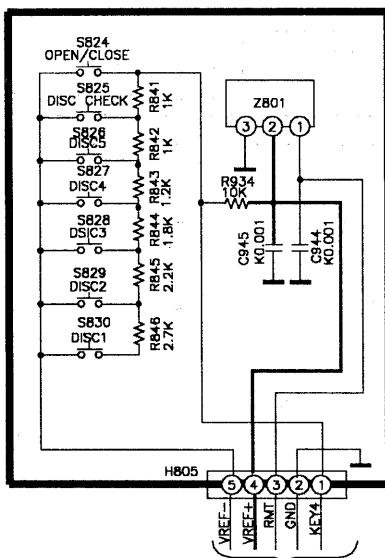 S824
OPEN/CLOSE
S825
DISC CHECK
S826
DISC5
S827
DISC4
S828
DSIC3
S829
DISC2
S830
DISC1
R841
1K
R842
1K
R843
1.2K
R844
1.8K
R845
2.2K
R846
2.7K
Z801
3 2 1
R934
10K
C945
K0.001
C944
K0.001
H805
5 4 3 2 1
VREF-
VREF+
RMT
GND
KEY4